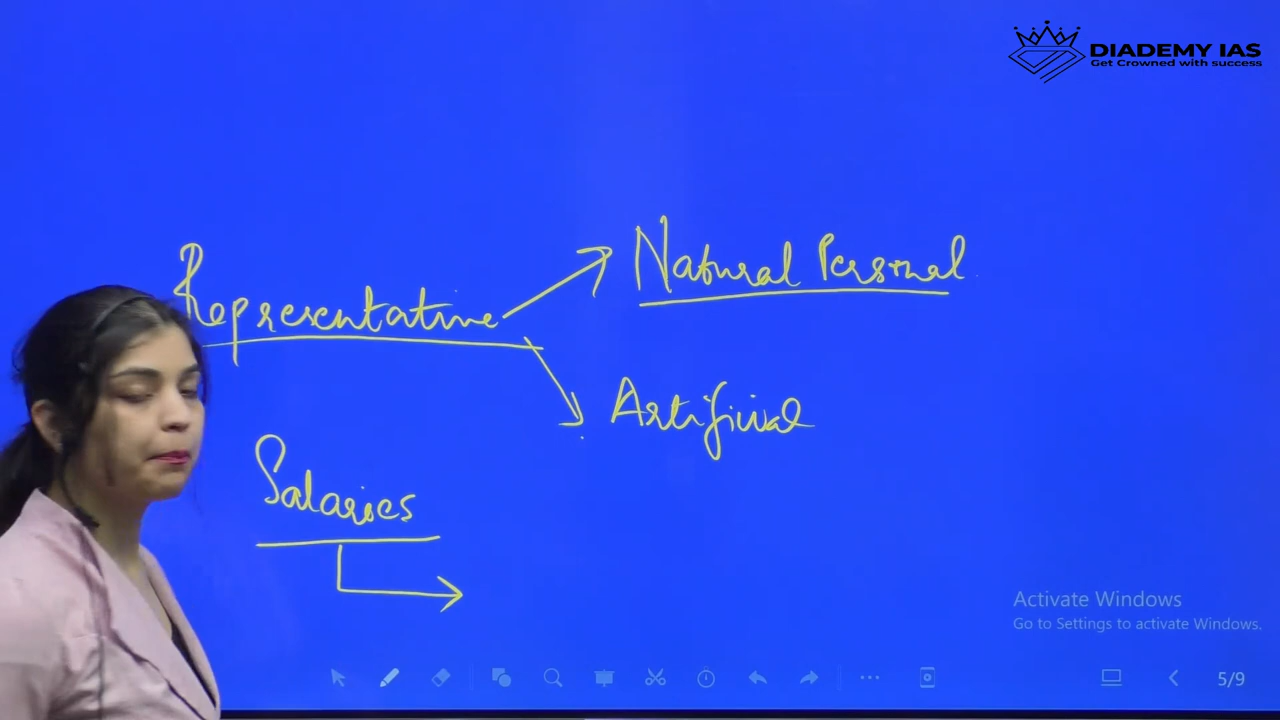 DIADEMY IAS
Get Crowned with success
Natural Personal
Representative
Artificial
Salaries
Activate Windows
Go to Settings to activate Windows.
5/9